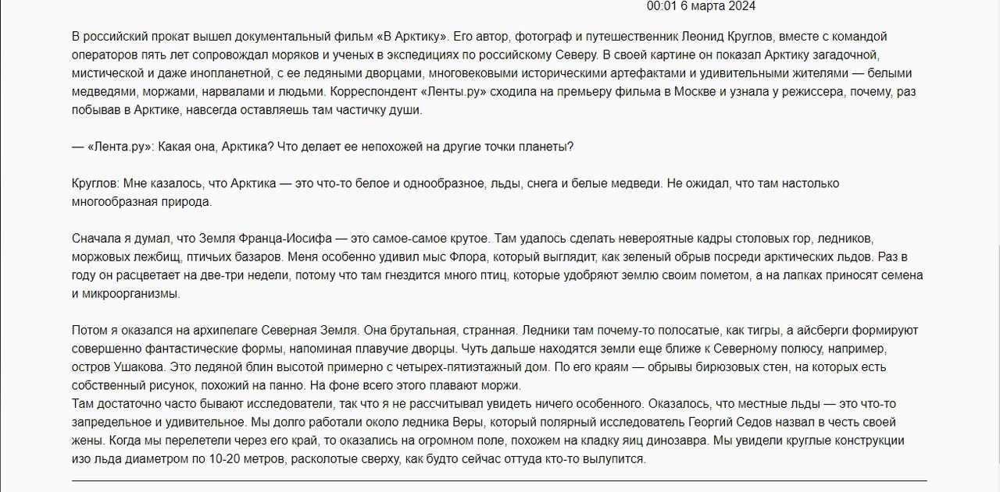 00:01 6 марта 2024
В российский прокат вышел документальный фильм «В Арктику». Его автор, фотограф и путешественник Леонид Круглов, вместе с командой
операторов пять лет сопровождал моряков и ученых в экспедициях по российскому Северу. В своей картине он показал Арктику загадочной,
мистической и даже инопланетной, с ее ледяными дворцами, многовековыми историческими артефактами и удивительными жителями — белыми
медведями, моржами, нарвалами и людьми. Корреспондент «Ленты.ру» сходила на премьеру фильма в Москве и узнала у режиссера, почему, раз
побывав в Арктике, навсегда оставляешь там частичку души.
— «Лента.ру»: Какая она, Арктика? Что делает ее непохожей на другие точки планеты?
Круглов: Мне казалось, что Арктика — это что-то белое и однообразное, льды, снега и белые медведи. Не ожидал, что там настолько
многообразная природа.
Сначала я думал, что Земля Франца-Иосифа — это самое-самое крутое. Там удалось сделать невероятные кадры столовых гор, ледников,
моржовых лежбищ, птичьих базаров. Меня особенно удивил мыс Флора, который выглядит, как зеленый обрыв посреди арктических льдов. Раз в
году он расцветает на две-три недели, потому что там гнездится много птиц, которые удобряют землю своим пометом, а на лапках приносят семена
и микроорганизмы.
Потом я оказался на архипелаге Северная Земля. Она брутальная, странная. Ледники там почему-то полосатые, как тигры, а айсберги формируют
совершенно фантастические формы, напоминая плавучие дворцы. Чуть дальше находятся земли еще ближе к Северному полюсу, например,
остров Ушакова. Это ледяной блин высотой примерно с четырех-пятиэтажный дом. По его краям — обрывы бирюзовых стен, на которых есть
собственный рисунок, похожий на панно. На фоне всего этого плавают моржи.
Там достаточно часто бывают исследователи, так что я не рассчитывал увидеть ничего особенного. Оказалось, что местные льды — это что-то
запредельное и удивительное. Мы долго работали около ледника Веры, который полярный исследователь Георгий Седов назвал в честь своей
жены. Когда мы перелетели через его край, то оказались на огромном поле, похожем на кладку яиц динозавра. Мы увидели круглые конструкции
изо льда диаметром по 10-20 метров, расколотые сверху, как будто сейчас оттуда кто-то вылупится.